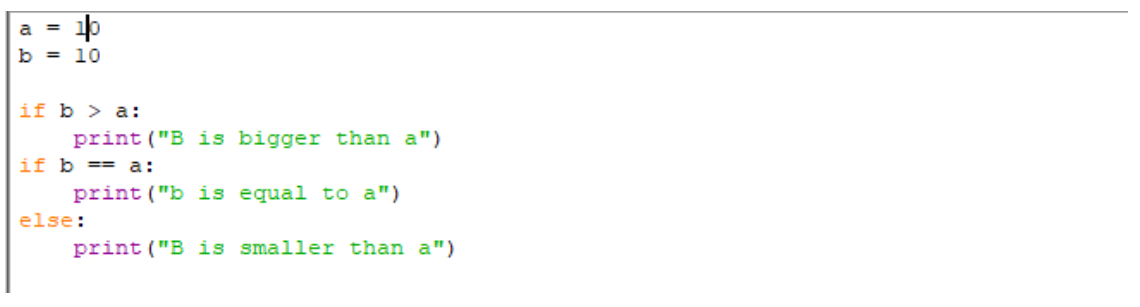 a = 10
b = 10
if b > a:
    print("B is bigger than a")
if b == a:
    print("b is equal to a")
else:
    print("B is smaller than a")